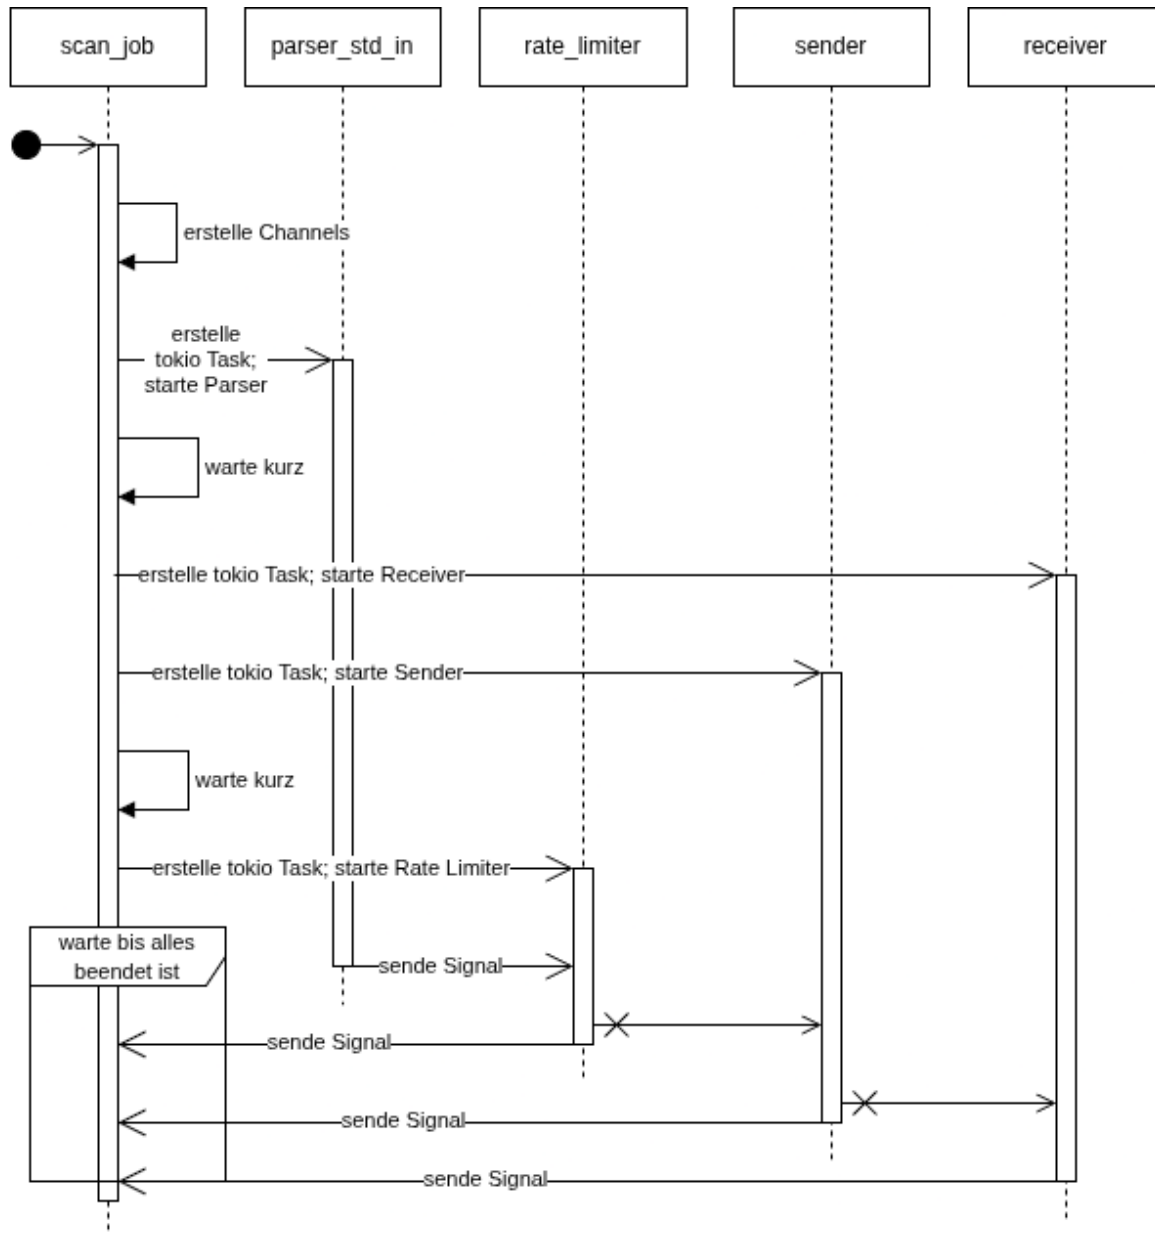 scan_job
parser_std_in
rate_limiter
sender
receiver
erstelle Channels
erstelle
tokio Task;
starte Parser
warte kurz
erstelle tokio Task; starte Receiver
erstelle tokio Task; starte Sender
warte kurz
erstelle tokio Task; starte Rate Limiter
warte bis alles
beendet ist
sende Signal
sende Signal
sende Signal
sende Signal